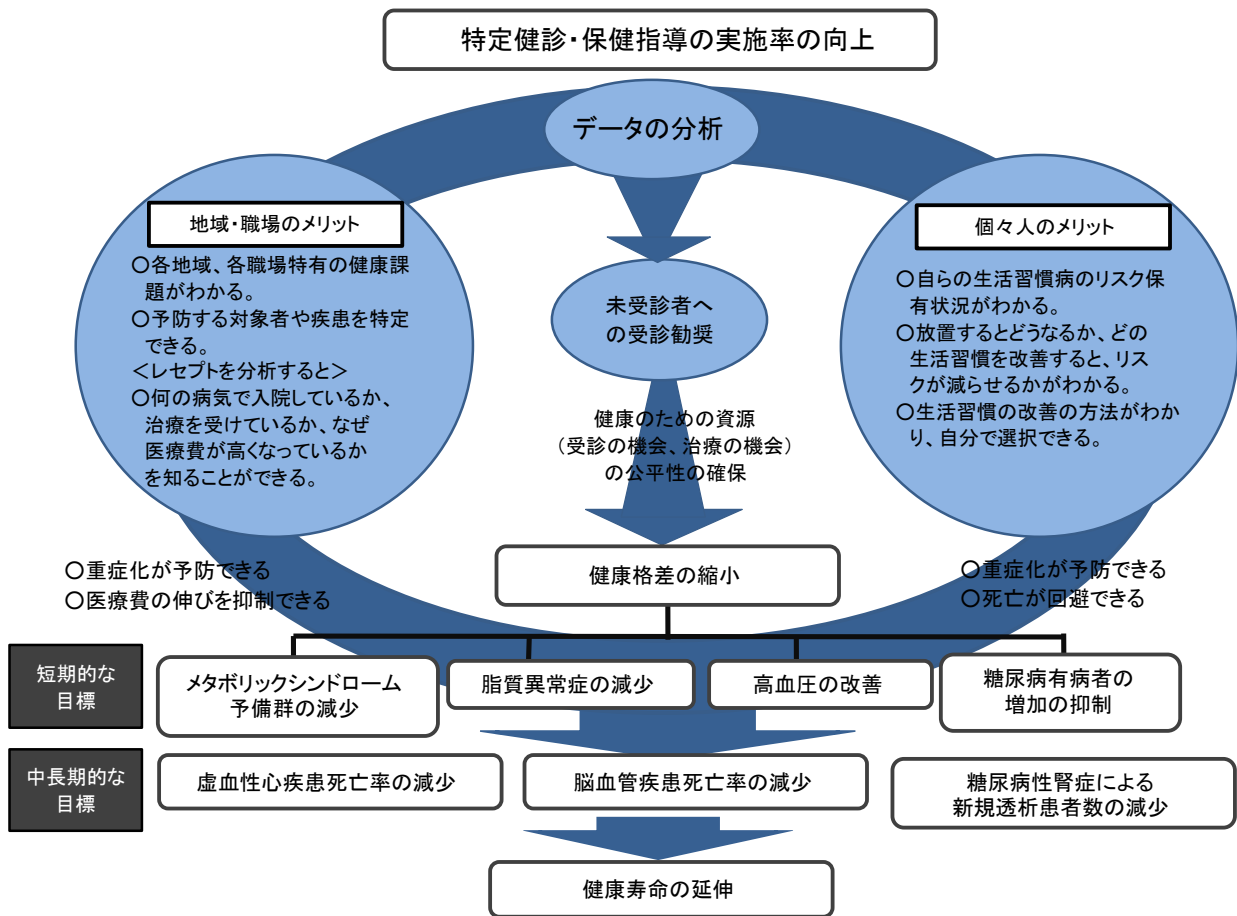 特定健診・保健指導の実施率の向上
データの分析
地域・職場のメリット
○各地域、各職場特有の健康課
題がわかる。
○予防する対象者や疾患を特定
できる。
<レセプトを分析すると>
○何の病気で入院しているか、
治療を受けているか、なぜ
医療費が高くなっているか
を知ることができる。
未受診者へ
の受診勧奨
個々人のメリット
○自らの生活習慣病のリスク保
有状況がわかる。
○放置するとどうなるか、どの
生活習慣を改善すると、リス
クが減らせるかがわかる。
○生活習慣の改善の方法がわか
り、自分で選択できる。
健康のための資源
(受診の機会、治療の機会)
の公平性の確保
○重症化が予防できる
○医療費の伸びを抑制できる
健康格差の縮小
○重症化が予防できる
○死亡が回避できる
短期的な
目標
メタボリックシンドローム
予備群の減少
脂質異常症の減少
高血圧の改善
糖尿病有病者の
増加の抑制
中長期的な
目標
虚血性心疾患死亡率の減少
脳血管疾患死亡率の減少
糖尿病性腎症による
新規透析患者数の減少
健康寿命の延伸